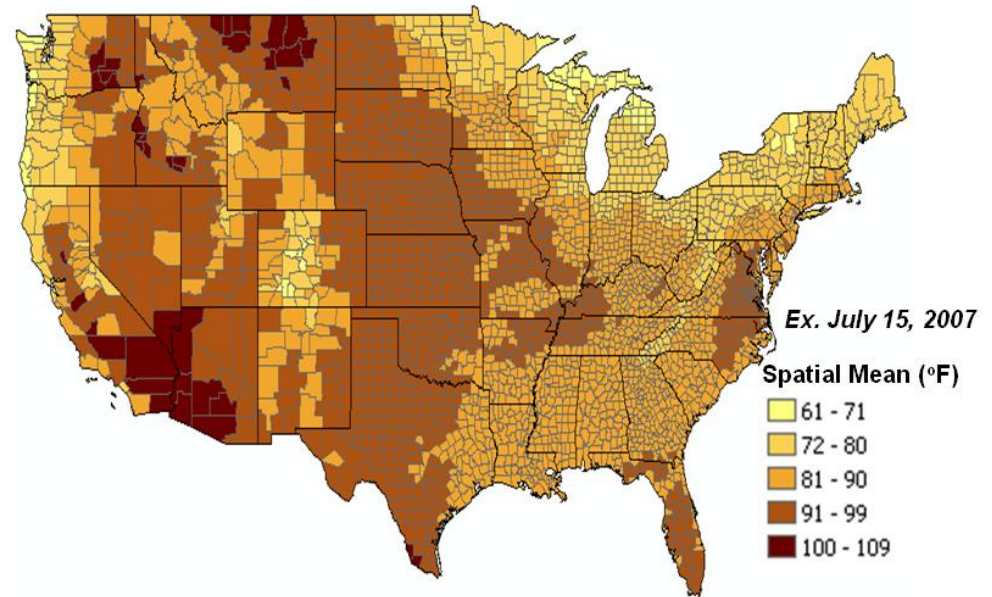 Ex. July 15, 2007
Spatial Mean (°F)
61 - 71
72 - 80
81 - 90
91 - 99
100 - 109